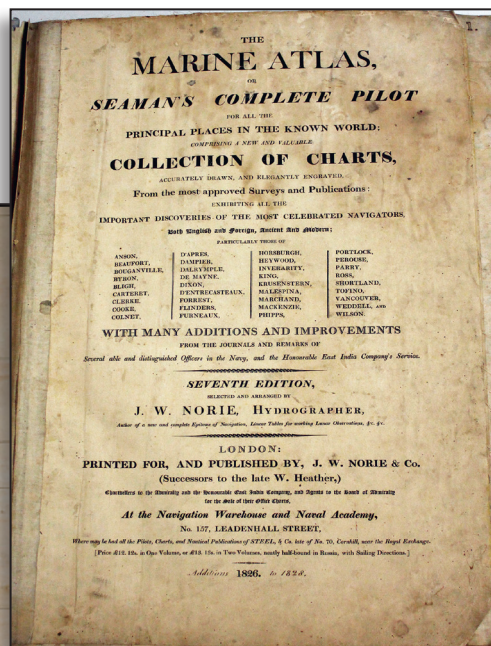 1.
THE
MARINE ATLAS,
OR
SEAMAN'S COMPLETE PILOT
FOR ALL THE
PRINCIPAL PLACES IN THE KNOWN WORLD;
COMPRISING A NEW AND VALUABLE
COLLECTION OF CHARTS,
ACCURATELY DRAWN, AND ELEGANTLY ENGRAVED,
From the most approved Surveys and Publications:
EXHIBITING ALL THE
IMPORTANT DISCOVERIES OF THE MOST CELEBRATED NAVIGATORS,
Both English and Foreign, Ancient And Modern;
PARTICULARLY THOSE OF
ANSON,
BEAUFORT,
BOUGANVILLE,
BYRON,
BLIGH,
CARTERET,
CLERKE,
COOKE,
COLNET,
D'APRES,
DAMPIER,
DALRYMPLE,
DE MAYNE,
DIXON,
D'ENTRECASTEAUX,
FORREST,
FLINDERS,
FURNEAUX,
HORSBURGH,
HEYWOOD,
INVERARITY,
KING,
KRUSENSTERN,
MALESPINA,
MARCHAND,
MACKENZIE,
PHIPPS,
PORTLOCK,
PEROUSE,
PARRY,
ROSS,
SHORTLAND,
TOFINO,
VANCOUVER,
WEDDELL, AND
WILSON.
WITH MANY ADDITIONS AND IMPROVEMENTS
FROM THE JOURNALS AND REMARKS OF
Several able and distinguished Officers in the Navy, and the Honourable East India Company's Service.
SEVENTH EDITION,
SELECTED AND ARRANGED BY
J. W. NORIE, HYDROGRAPHER,
Author of a new and complete Epitome of Navigation, Linear Tables for working Lunar Observations, &c. &c.
LONDON:
PRINTED FOR, AND PUBLISHED BY, J. W. NORIE & Co.
(Successors to the late W. Heather,)
Chartsellers to the Admiralty and the Honourable East India Company, and Agents to the Board of Admiralty
for the Sale of their Office Charts,
At the Navigation Warehouse and Naval Academy,
No. 157, LEADENHALL STREET,
Where may be had all the Pilots, Charts, and Nautical Publications of STEEL, & Co. late of No. 70, Cornhill, near the Royal Exchange.
[Price £12. 12s. in One Volume, or £13. 13s. in Two Volumes, neatly half-bound in Russia, with Sailing Directions.]
Additions 1826. to 1828.